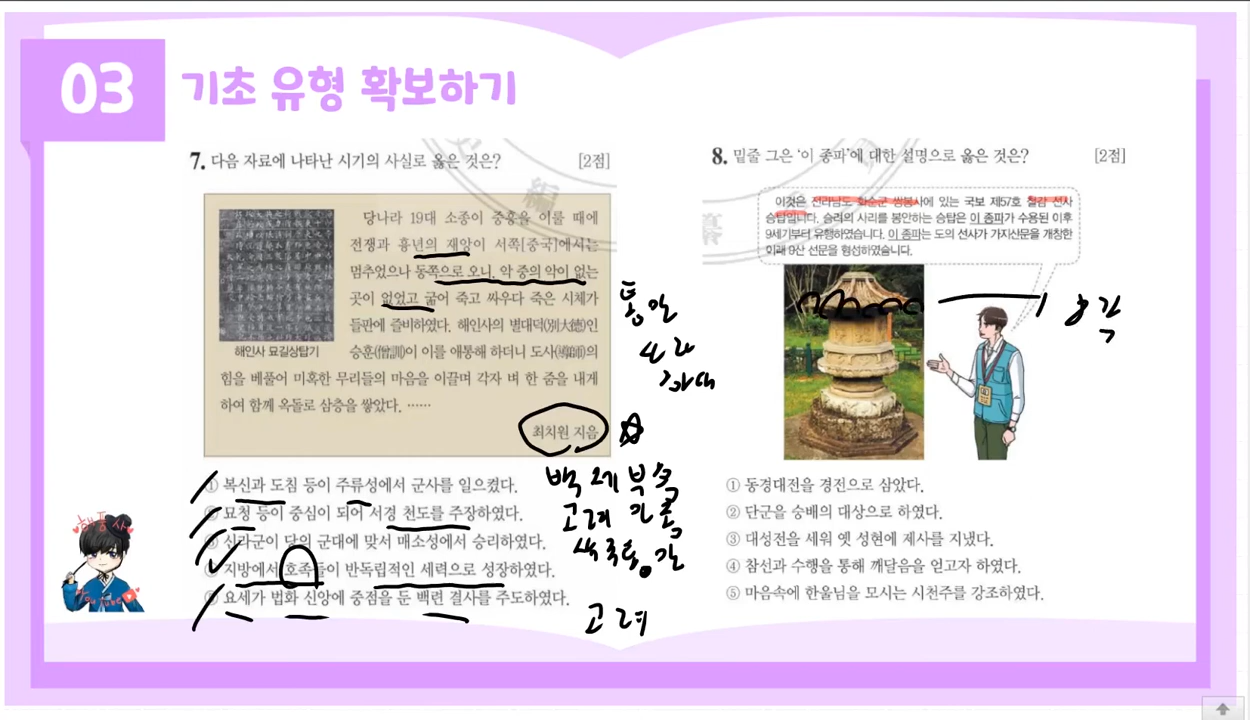 03 기초 유형 확보하기
7. 다음 자료에 나타난 시기의 사실로 옳은 것은? [2점]
당나라 19대 소종이 중흥을 이룰 때에
전쟁과 흉년의 재앙이 서쪽[중국]에서는
멈추었으나 동쪽으로 오니, 악 중의 악이 없는
곳이 없었고 굶어 죽고 싸우다 죽은 시체가
들판에 즐비하였다. 해인사의 별대덕(別大德)인
승훈(僧訓)이 이를 애통해 하더니 도사(導師)의
힘을 베풀어 미혹한 무리들의 마음을 이끌며 각자 벼 한 줌을 내게
하여 함께 옥돌로 삼층을 쌓았다. ……
최치원 지음
해인사 묘길상탑기
통일
신라
하대
① 복신과 도침 등이 주류성에서 군사를 일으켰다.
② 묘청 등이 중심이 되어 서경 천도를 주장하였다.
③ 신라군이 당의 군대에 맞서 매소성에서 승리하였다.
④ 지방에서 호족들이 반독립적인 세력으로 성장하였다.
⑤ 요세가 법화 신앙에 중점을 둔 백련 결사를 주도하였다.
백제부
고려
고려
8. 밑줄 그은 '이 종파'에 대한 설명으로 옳은 것은? [2점]
이것은 전라남도 화순군 쌍봉사에 있는 국보 제57호 철감 선사
승탑입니다. 승려의 사리를 봉안하는 승탑은 이 종파가 수용된 이후
9세기부터 유행하였습니다. 이 종파는 도의 선사가 가지산문을 개창한
이래 9산 선문을 형성하였습니다.
8각
① 동경대전을 경전으로 삼았다.
② 단군을 숭배의 대상으로 하였다.
③ 대성전을 세워 옛 성현에 제사를 지냈다.
④ 참선과 수행을 통해 깨달음을 얻고자 하였다.
⑤ 마음속에 한울님을 모시는 시천주를 강조하였다.
해품사
YouTube